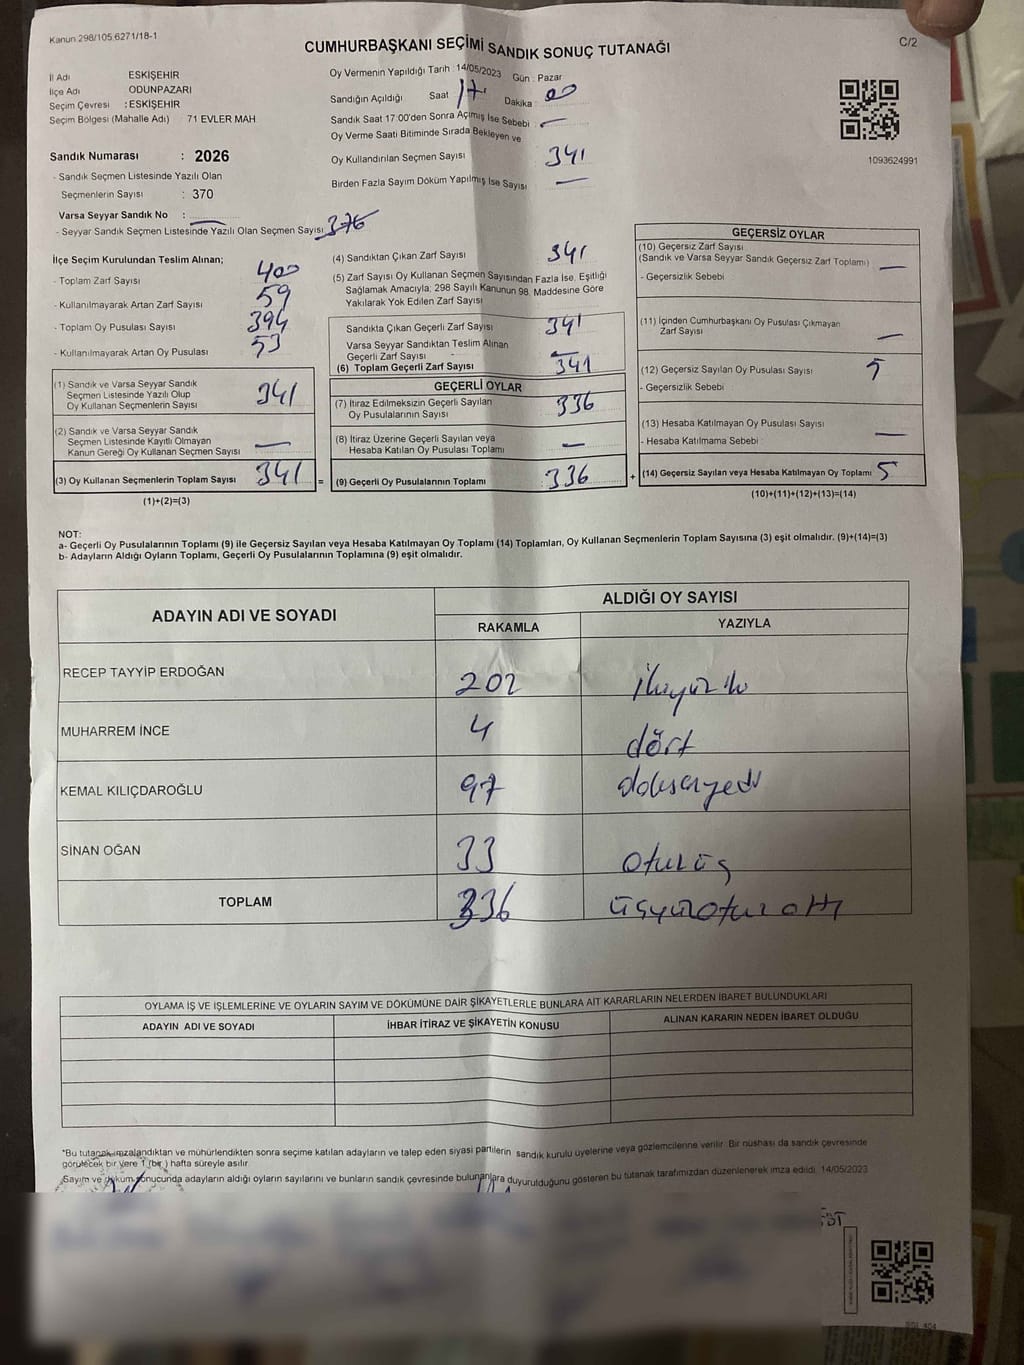 Kanun 298/105.6271/18-1
C/2
CUMHURBAŞKANI SEÇİMİ SANDIK SONUÇ TUTANAĞI
İl Adı ESKİŞEHİR
İlçe Adı ODUNPAZARI
Seçim Çevresi : ESKİŞEHİR
Seçim Bölgesi (Mahalle Adı) 71 EVLER MAH
Sandık Numarası : 2026
- Sandık Seçmen Listesinde Yazılı Olan
Seçmenlerin Sayısı : 370
Varsa Seyyar Sandık No :
- Seyyar Sandık Seçmen Listesinde Yazılı Olan Seçmen Sayısı 376
Oy Vermenin Yapıldığı Tarih : 14/05/2023 Gün : Pazar
Sandığın Açıldığı Saat 17 Dakika : 00
Sandık Saat 17:00'den Sonra Açımış İse Sebebi : —
Oy Verme Saati Bitiminde Sırada Bekleyen ve
Oy Kullandırılan Seçmen Sayısı 341
Birden Fazla Sayım Döküm Yapılmış İse Sayısı —
1093624991
İlçe Seçim Kurulundan Teslim Alınan;
- Toplam Zarf Sayısı 400
- Kullanılmayarak Artan Zarf Sayısı 59
- Toplam Oy Pusulası Sayısı 394
- Kullanılmayarak Artan Oy Pusulası 53
(1) Sandık ve Varsa Seyyar Sandık
Seçmen Listesinde Yazılı Olup
Oy Kullanan Seçmenlerin Sayısı 341
(2) Sandık ve Varsa Seyyar Sandık
Seçmen Listesinde Kayıtlı Olmayan
Kanun Gereği Oy Kullanan Seçmen Sayısı —
(3) Oy Kullanan Seçmenlerin Toplam Sayısı 341 =
(1)+(2)=(3)
(4) Sandıktan Çıkan Zarf Sayısı 341
(5) Zarf Sayısı Oy Kullanan Seçmen Sayısından Fazla İse, Eşitliği
Sağlamak Amacıyla; 298 Sayılı Kanunun 98. Maddesine Göre
Yakılarak Yok Edilen Zarf Sayısı
Sandıkta Çıkan Geçerli Zarf Sayısı 341
Varsa Seyyar Sandıktan Teslim Alınan
Geçerli Zarf Sayısı —
(6) Toplam Geçerli Zarf Sayısı 341
GEÇERLİ OYLAR
(7) İtiraz Edilmeksizin Geçerli Sayılan
Oy Pusulalarının Sayısı 336
(8) İtiraz Üzerine Geçerli Sayılan veya
Hesaba Katılan Oy Pusulası Toplamı —
(9) Geçerli Oy Pusulalarının Toplamı 336 +
GEÇERSİZ OYLAR
(10) Geçersiz Zarf Sayısı
(Sandık ve Varsa Seyyar Sandık Geçersiz Zarf Toplamı) —
- Geçersizlik Sebebi
(11) İçinden Cumhurbaşkanı Oy Pusulası Çıkmayan
Zarf Sayısı —
(12) Geçersiz Sayılan Oy Pusulası Sayısı 5
- Geçersizlik Sebebi
(13) Hesaba Katılmayan Oy Pusulası Sayısı —
- Hesaba Katılmama Sebebi
(14) Geçersiz Sayılan veya Hesaba Katılmayan Oy Toplamı 5
(10)+(11)+(12)+(13)=(14)
NOT:
a- Geçerli Oy Pusulalarının Toplamı (9) ile Geçersiz Sayılan veya Hesaba Katılmayan Oy Toplamı (14) Toplamları, Oy Kullanan Seçmenlerin Toplam Sayısına (3) eşit olmalıdır. (9)+(14)=(3)
b- Adayların Aldığı Oyların Toplamı, Geçerli Oy Pusulalarının Toplamına (9) eşit olmalıdır.
ADAYIN ADI VE SOYADI ALDIĞI OY SAYISI
RAKAMLA YAZIYLA
RECEP TAYYİP ERDOĞAN 202 ikiyüz iki
MUHARREM İNCE 4 dört
KEMAL KILIÇDAROĞLU 97 doksanyedi
SİNAN OĞAN 33 otuzüç
TOPLAM 336 üçyüzotuz altı
OYLAMA İŞ VE İŞLEMLERİNE VE OYLARIN SAYIM VE DÖKÜMÜNE DAİR ŞİKAYETLERLE BUNLARA AİT KARARLARIN NELERDEN İBARET BULUNDUKLARI
ADAYIN ADI VE SOYADI İHBAR İTİRAZ VE ŞİKAYETİN KONUSU ALINAN KARARIN NEDEN İBARET OLDUĞU
*Bu tutanak imzalandıktan ve mühürlendikten sonra seçime katılan adayların ve talep eden siyasi partilerin sandık kurulu üyelerine veya gözlemcilerine verilir. Bir nüshası da sandık çevresinde
görülecek bir yere 1 (bir) hafta süreyle asılır.
Sayım ve döküm sonucunda adayların aldığı oyların sayılarını ve bunların sandık çevresinde bulunanlara duyurulduğunu gösteren bu tutanak tarafımızdan düzenlenerek imza edildi. 14/05/2023